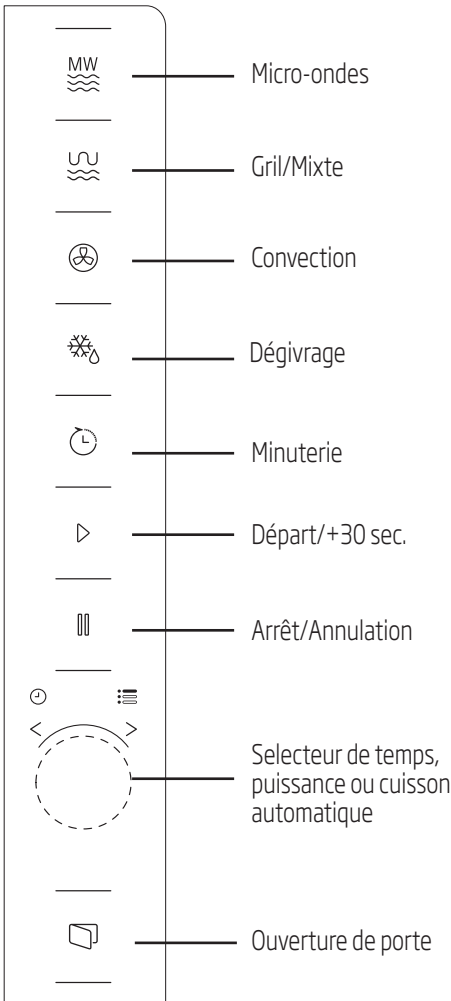 MW
Micro-ondes
Gril/Mixte
Convection
Dégivrage
Minuterie
Départ/+30 sec.
Arrêt/Annulation
Selecteur de temps,
puissance ou cuisson
automatique
Ouverture de porte